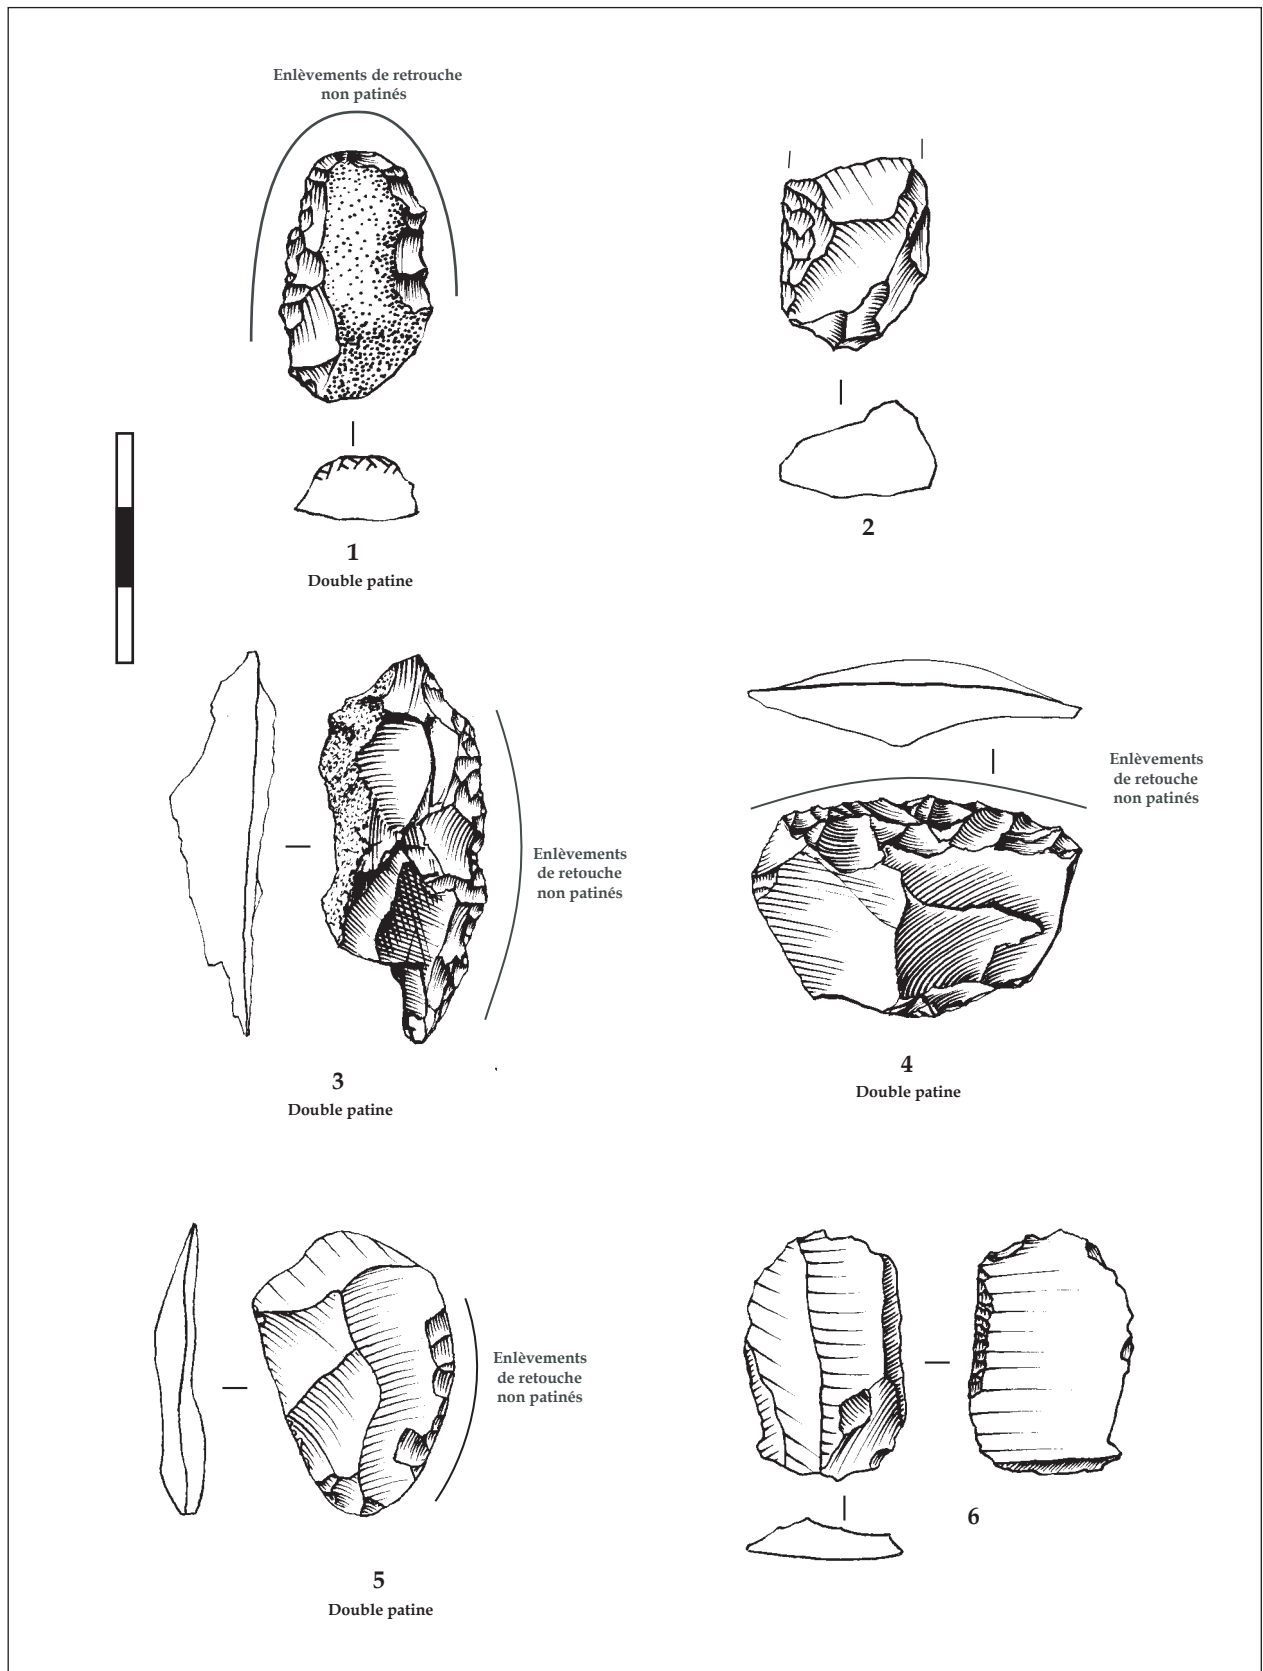 Enlèvements de retrouche
non patinés
1
Double patine
2
Enlèvements
de retouche
non patinés
3
Double patine
Enlèvements
de retouche
non patinés
4
Double patine
Enlèvements
de retouche
non patinés
5
Double patine
6